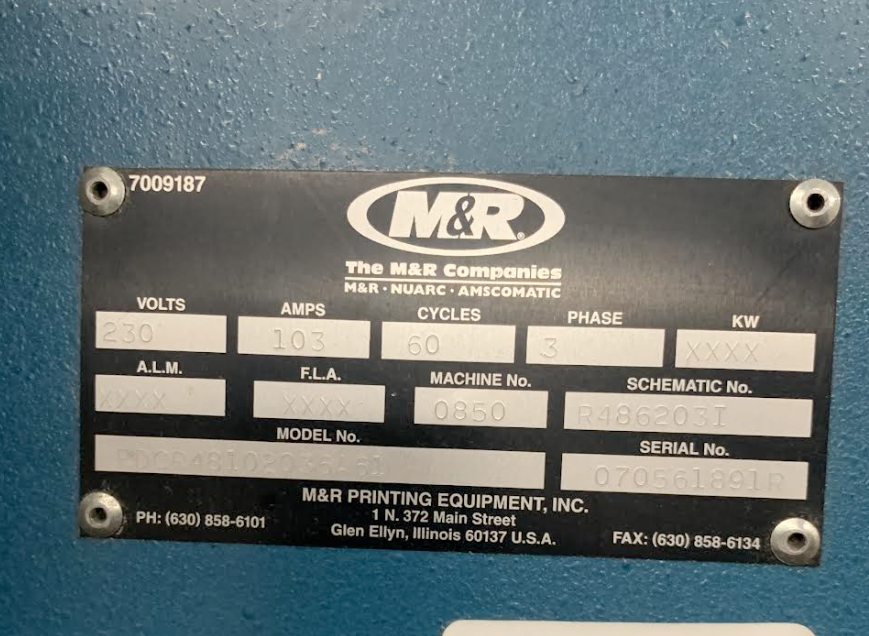 7009187
M&R®
The M&R Companies
M&R · NUARC · AMSCOMATIC
VOLTS AMPS CYCLES PHASE KW
230 103 60 3 XXXX
A.L.M. F.L.A. MACHINE No. SCHEMATIC No.
XXXX XXXX 0850 R486203I
MODEL No. SERIAL No.
070561891R
M&R PRINTING EQUIPMENT, INC.
PH: (630) 858-6101 1 N. 372 Main Street
Glen Ellyn, Illinois 60137 U.S.A. FAX: (630) 858-6134